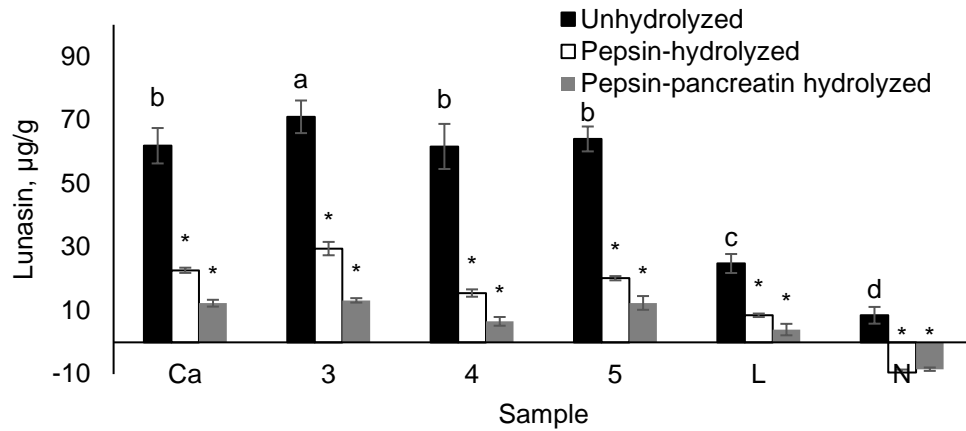 Unhydrolyzed
Pepsin-hydrolyzed
Pepsin-pancreatin hydrolyzed
Lunasin, µg/g
90
70
50
30
10
-10
b
* *
a
* *
b
* *
b
* *
c
* *
d
* *
Ca 3 4 5 L N
Sample